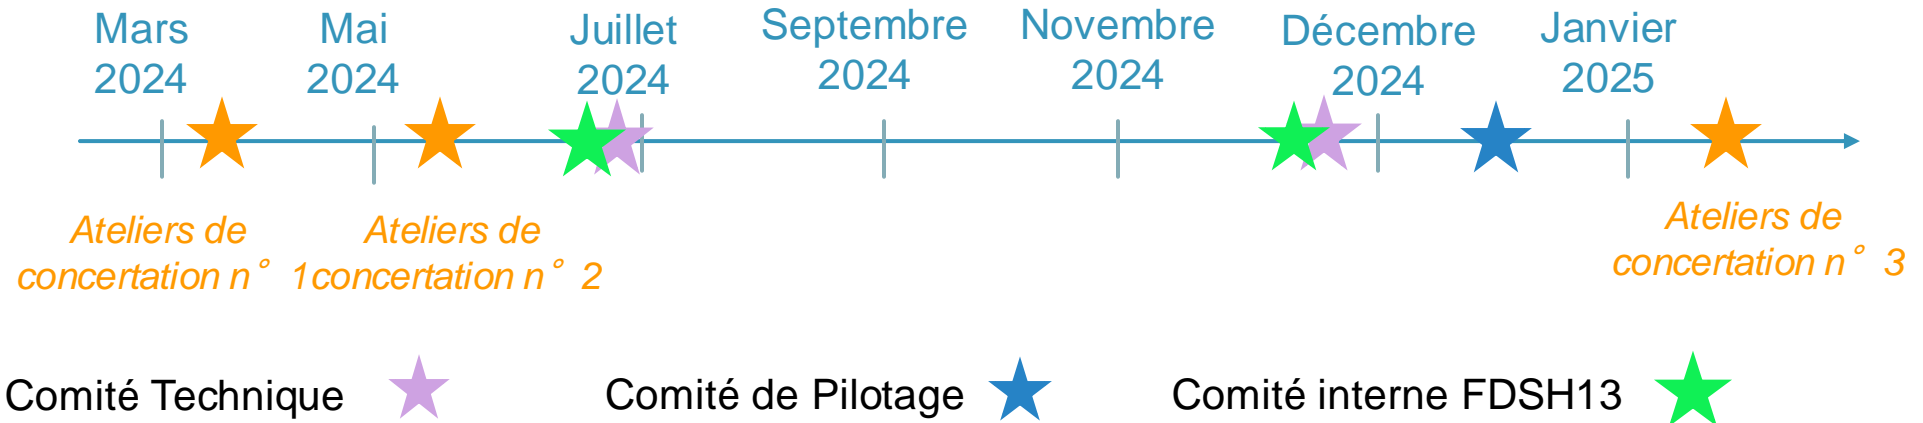 Mars
2024
Mai
2024
Juillet
2024
Septembre
2024
Novembre
2024
Décembre
2024
Janvier
2025
Ateliers de
concertation n° 1
Ateliers de
concertation n° 2
Ateliers de
concertation n° 3
Comité Technique
Comité de Pilotage
Comité interne FDSH13